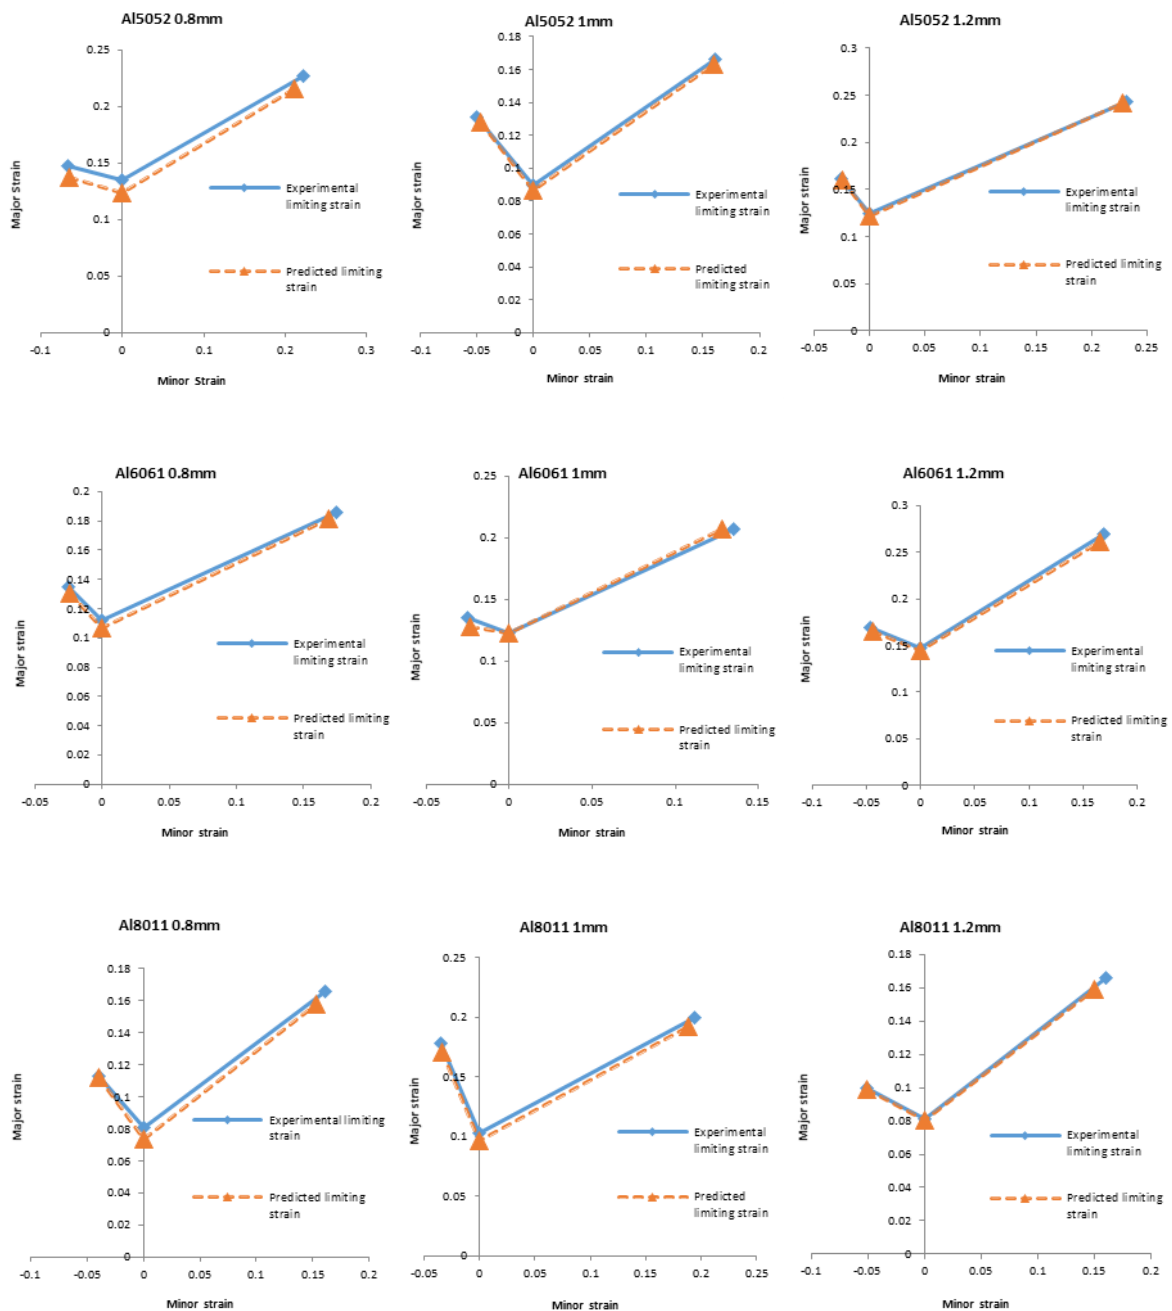 Al5052 0.8mm
0.25
0.2
0.15
0.1
0.05
0
-0.1
0
0.1
0.2
0.3
Major Strain
Minor Strain
Experimental
limiting strain
Predicted limiting
strain
Al5052 1mm
0.18
0.16
0.14
0.12
0.1
0.08
0.06
0.04
0.02
0
-0.1
-0.05
0
0.05
0.1
0.15
0.2
Major strain
Minor strain
Experimental
limiting strain
Predicted
limiting strain
Al5052 1.2mm
0.3
0.25
0.2
0.15
0.1
0.05
0
-0.05
0
0.05
0.1
0.15
0.2
0.25
Major strain
Minor strain
Experimental
limiting strain
Predicted limiting
strain
Al6061 0.8mm
0.2
0.18
0.16
0.14
0.12
0.1
0.08
0.06
0.04
0.02
0
-0.05
0
0.05
0.1
0.15
0.2
Major strain
Minor strain
Experimental
limiting strain
Predicted limiting
strain
Al6061 1mm
0.25
0.2
0.15
0.1
0.05
0
-0.05
0
0.05
0.1
0.15
Major strain
Minor strain
Experimental
limiting strain
Predicted limiting
strain
Al6061 1.2mm
0.3
0.25
0.2
0.15
0.1
0.05
0
-0.1
-0.05
0
0.05
0.1
0.15
0.2
Major strain
Minor strain
Experimental
limiting strain
Predicted limiting
strain
Al8011 0.8mm
0.18
0.16
0.14
0.12
0.1
0.08
0.06
0.04
0.02
0
-0.1
-0.05
0
0.05
0.1
0.15
0.2
Major strain
Minor strain
Experimental limiting
strain
Predicted limiting
strain
Al8011 1mm
0.25
0.2
0.15
0.1
0.05
0
-0.05
0
0.05
0.1
0.15
0.2
0.25
Major strain
Minor strain
Experimental
limiting strain
Predicted
limiting strain
Al8011 1.2mm
0.18
0.16
0.14
0.12
0.1
0.08
0.06
0.04
0.02
0
-0.1
-0.05
0
0.05
0.1
0.15
0.2
Major strain
Minor strain
Experimental
limiting strain
Predicted limiting
strain